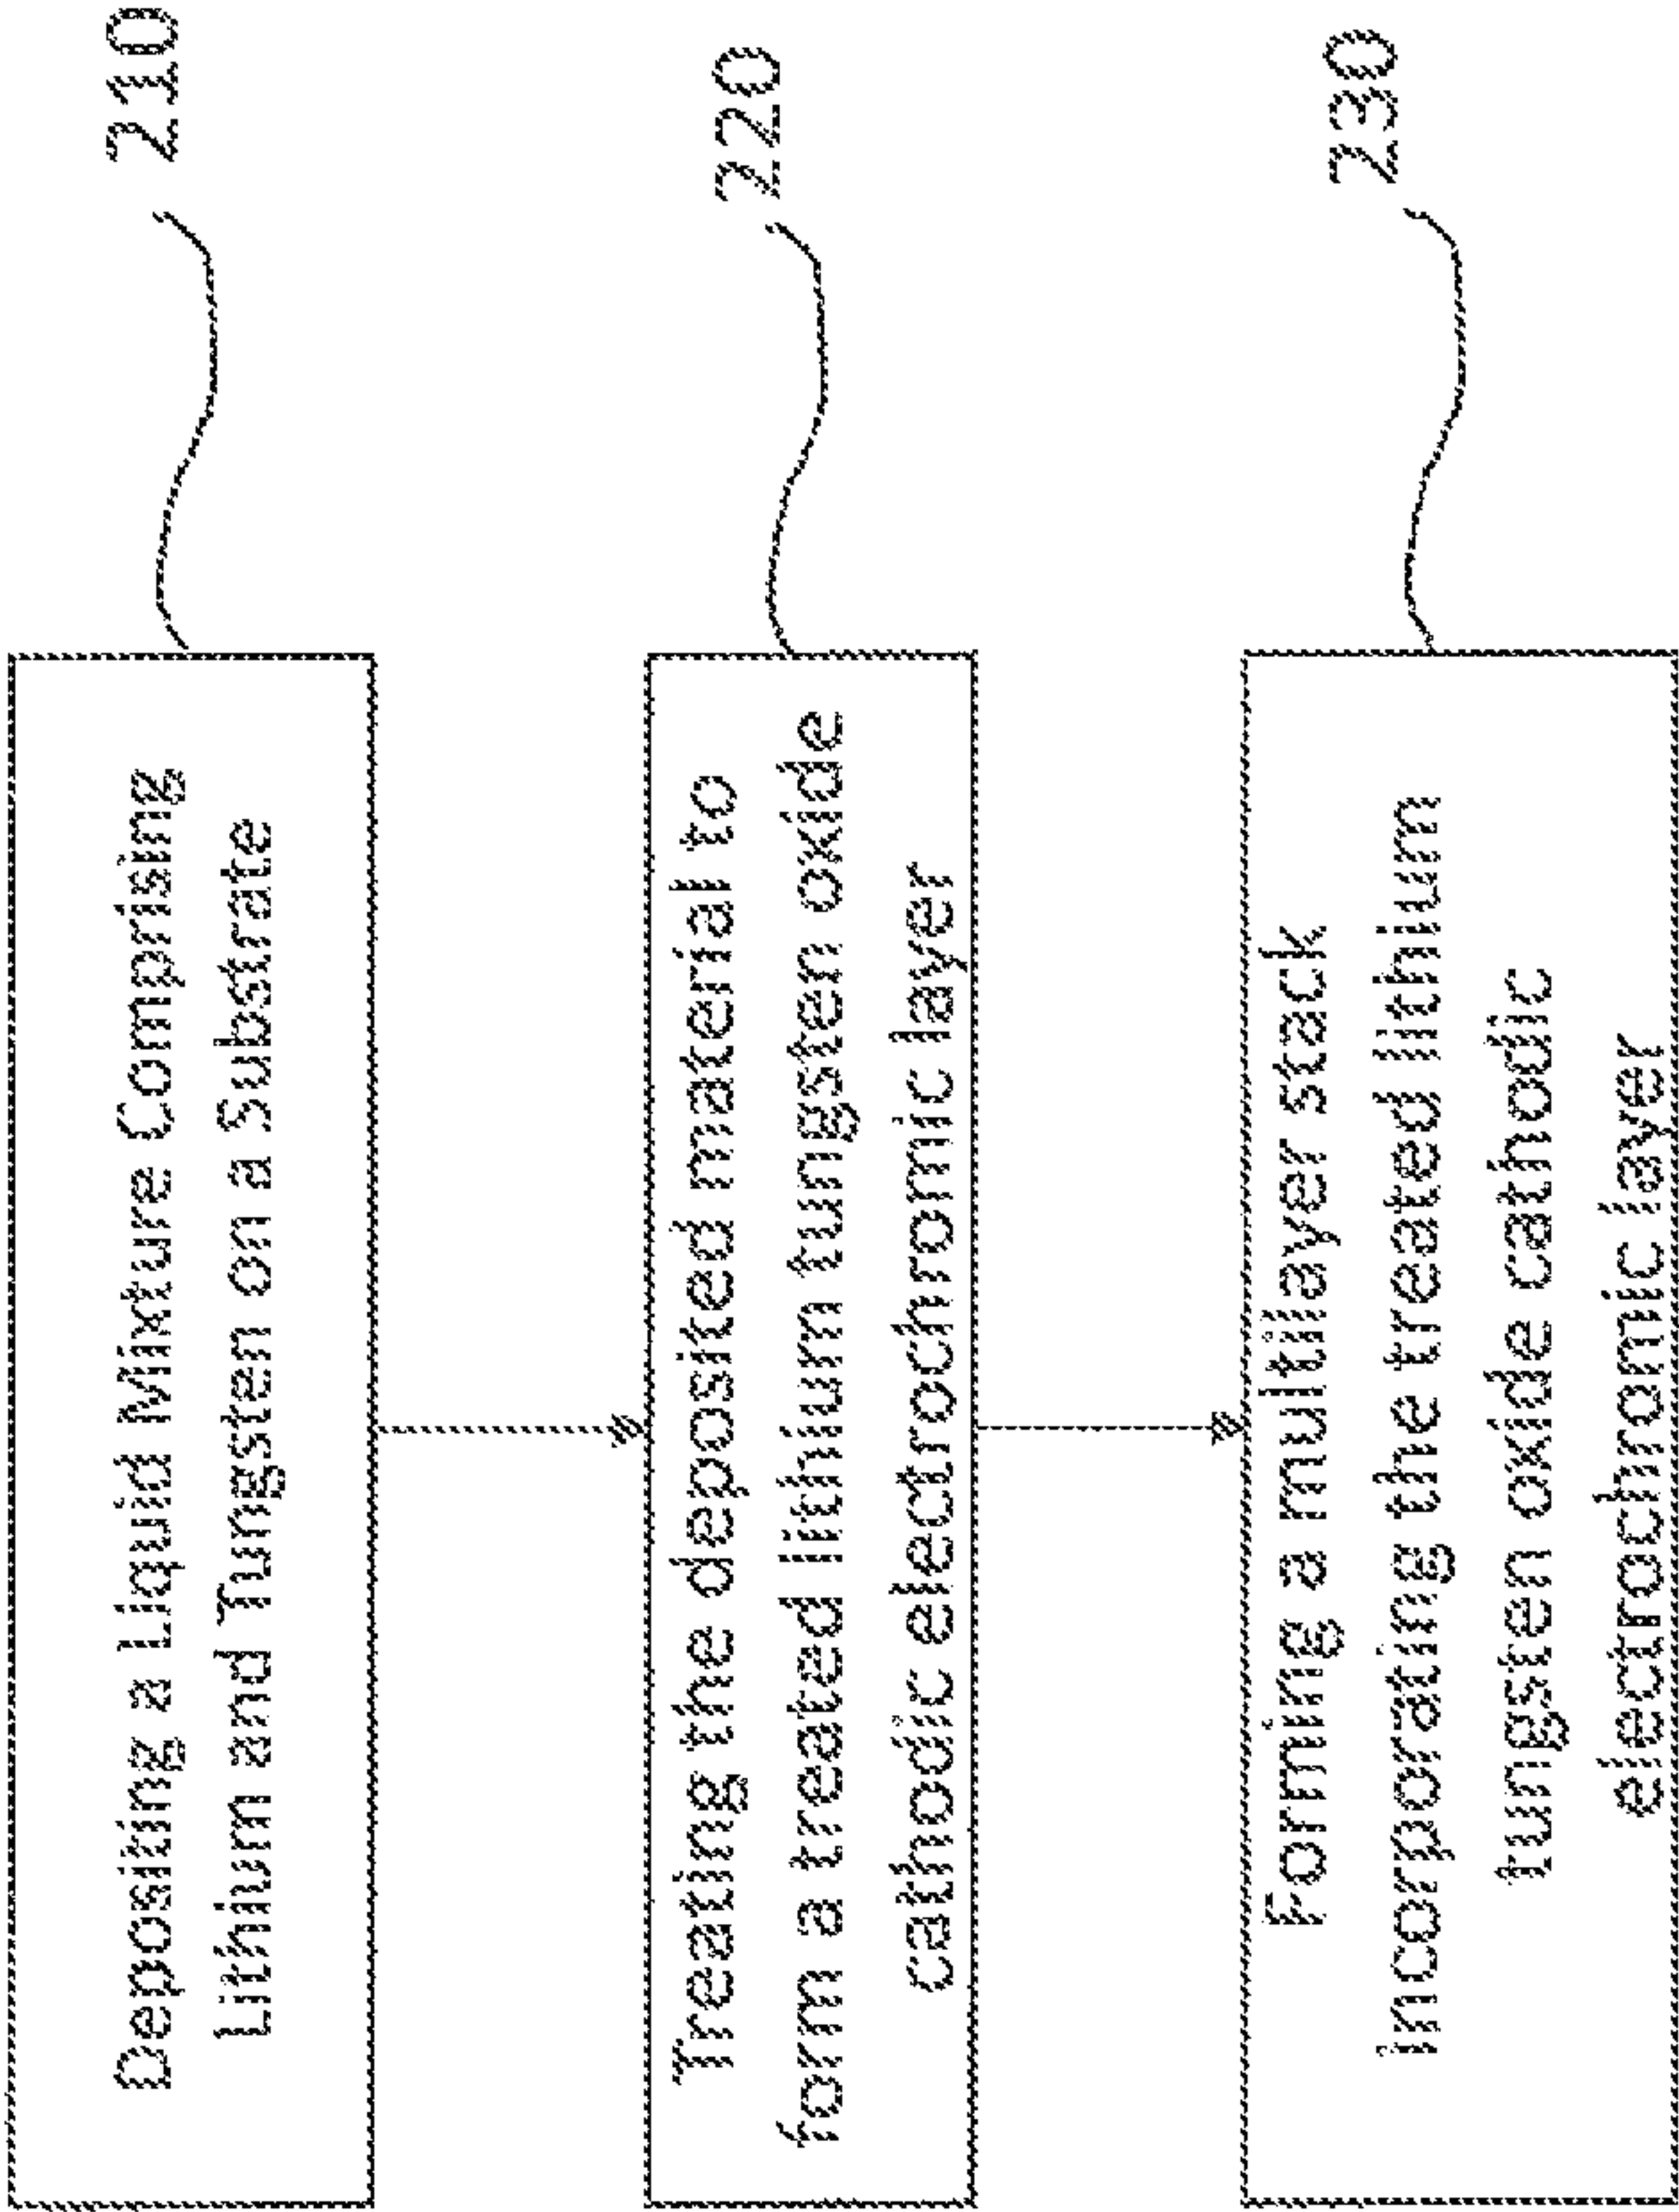 Depositing a Liquid Mixture Comprising
Lithium and Tungsten on a Substrate
210
Treating the deposited material to
form a treated lithium tungsten oxide
cathodic electrochromic layer
220
Forming a multilayer stack
incorporating the treated lithium
tungsten oxide cathodic
electrochromic layer
230